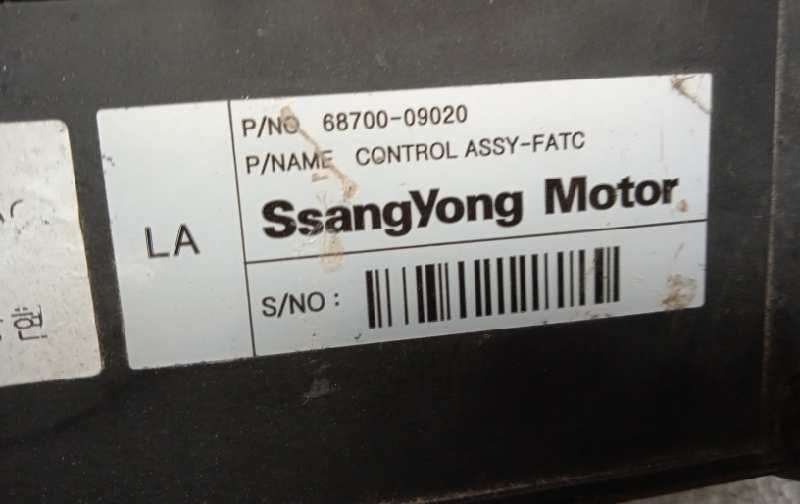 LA
P/NO 68700-09020
P/NAME CONTROL ASSY-FATC
SsangYong Motor
S/NO :